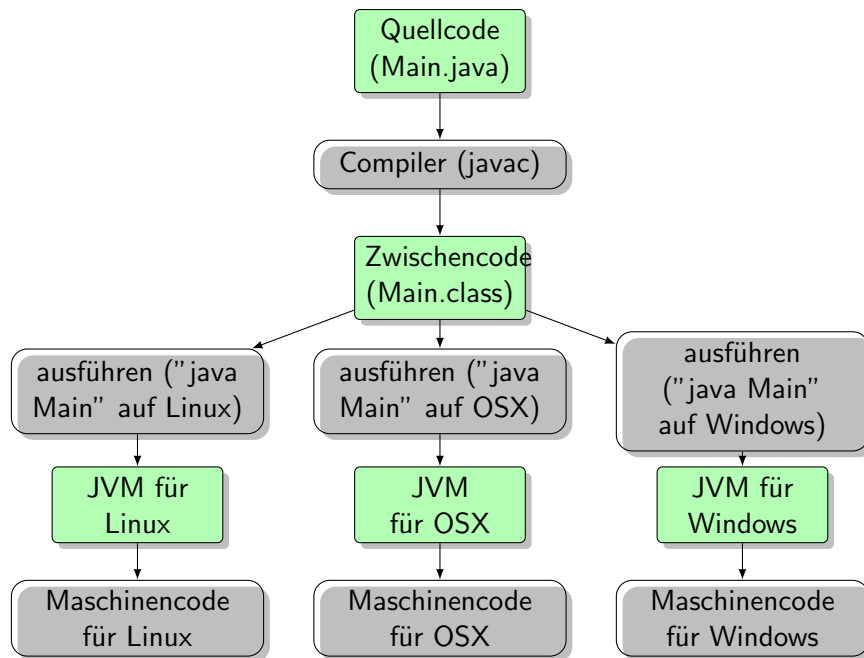 Quellcode
(Main.java)
Compiler (javac)
Zwischencode
(Main.class)
ausführen ("java
Main" auf Linux)
ausführen ("java
Main" auf OSX)
ausführen
("java Main"
auf Windows)
JVM für
Linux
JVM
für OSX
JVM für
Windows
Maschinencode
für Linux
Maschinencode
für OSX
Maschinencode
für Windows